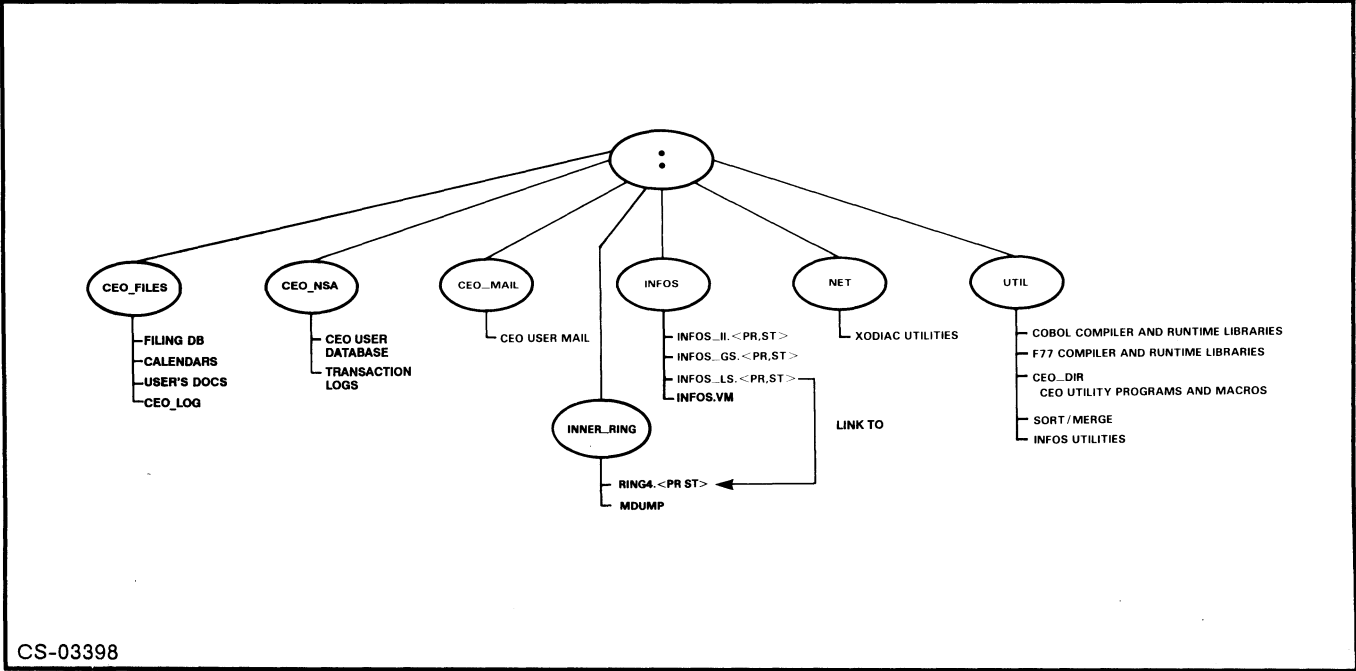 :
CEO_FILES
FILING DB
CALENDARS
USER'S DOCS
CEO_LOG
CEO_NSA
CEO USER
DATABASE
TRANSACTION
LOGS
CEO_MAIL
CEO USER MAIL
INFOS
INFOS_II.<PR,ST>
INFOS_GS.<PR,ST>
INFOS_LS.<PR,ST>
INFOS.VM
LINK TO
INNER_RING
RING4.<PR ST>
MDUMP
NET
XODIAC UTILITIES
UTIL
COBOL COMPILER AND RUNTIME LIBRARIES
F77 COMPILER AND RUNTIME LIBRARIES
CEO_DIR
CEO UTILITY PROGRAMS AND MACROS
SORT/MERGE
INFOS UTILITIES
CS-03398